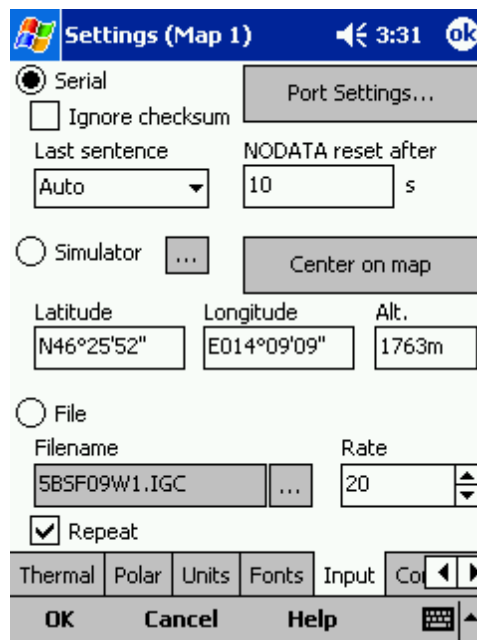 Settings (Map 1) 3:31 ok
Serial
Port Settings...
Ignore checksum
Last sentence NODATA reset after
Auto 10 s
Simulator ... Center on map
Latitude Longitude Alt.
N46°25'52" E014°09'09" 1763m
File
Filename Rate
5BSF09W1.IGC ... 20
Repeat
Thermal Polar Units Fonts Input
OK Cancel Help